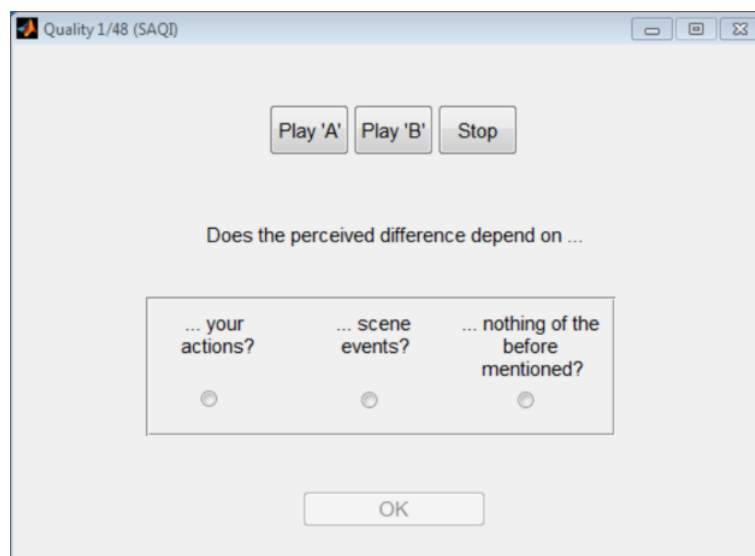 Quality 1/48 (SAQI)
Play 'A' Play 'B' Stop
Does the perceived difference depend on ...
... your
actions?
... scene
events?
... nothing of the
before
mentioned?
OK